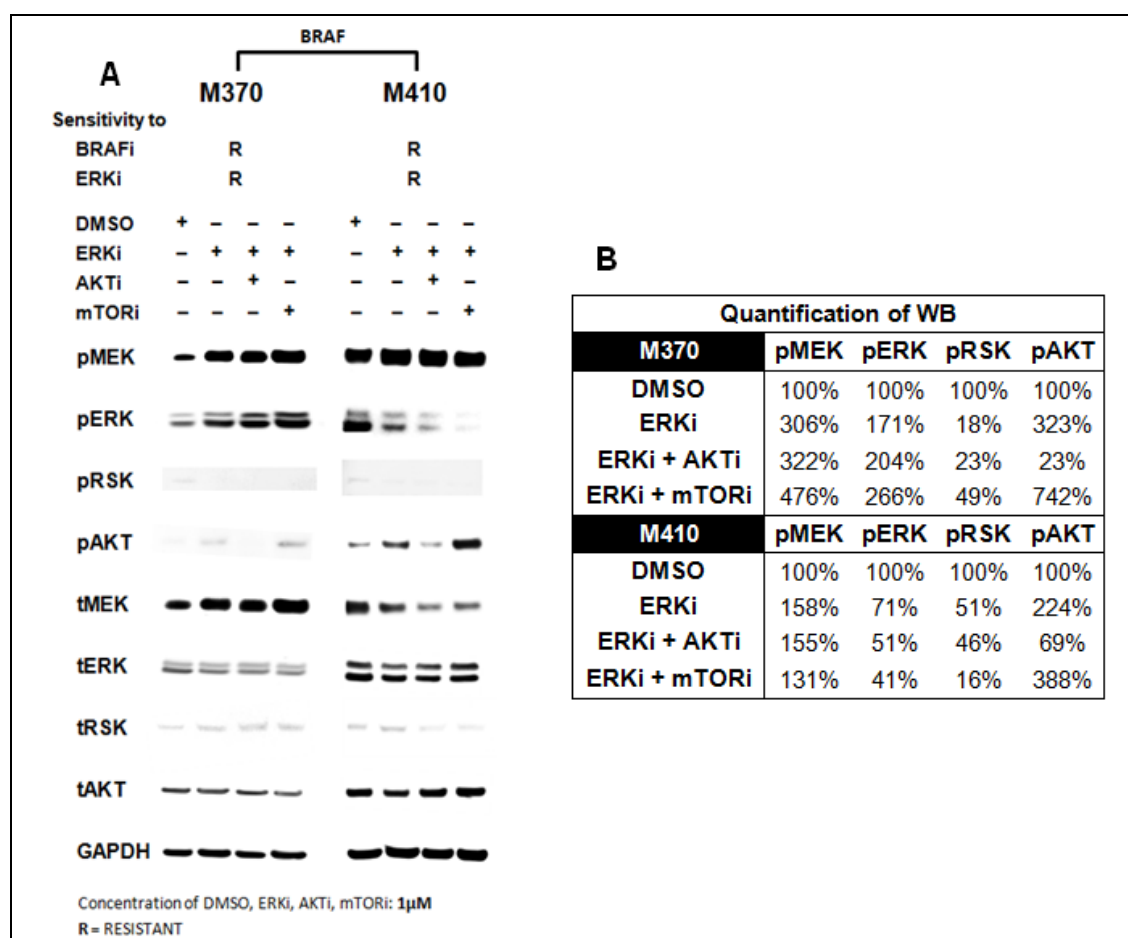 BRAF
A
M370 M410
Sensitivity to
BRAFi R R
ERKi R R
DMSO + – – – + – – –
ERKi – + + + – + + +
AKTi – – + – – – + –
mTORi – – – + – – – +
pMEK
pERK
pRSK
pAKT
tMEK
tERK
tRSK
tAKT
GAPDH
Concentration of DMSO, ERKi, AKTi, mTORi: 1µM
R = RESISTANT
B
Quantification of WB
M370 pMEK pERK pRSK pAKT
DMSO 100% 100% 100% 100%
ERKi 306% 171% 18% 323%
ERKi + AKTi 322% 204% 23% 23%
ERKi + mTORi 476% 266% 49% 742%
M410 pMEK pERK pRSK pAKT
DMSO 100% 100% 100% 100%
ERKi 158% 71% 51% 224%
ERKi + AKTi 155% 51% 46% 69%
ERKi + mTORi 131% 41% 16% 388%